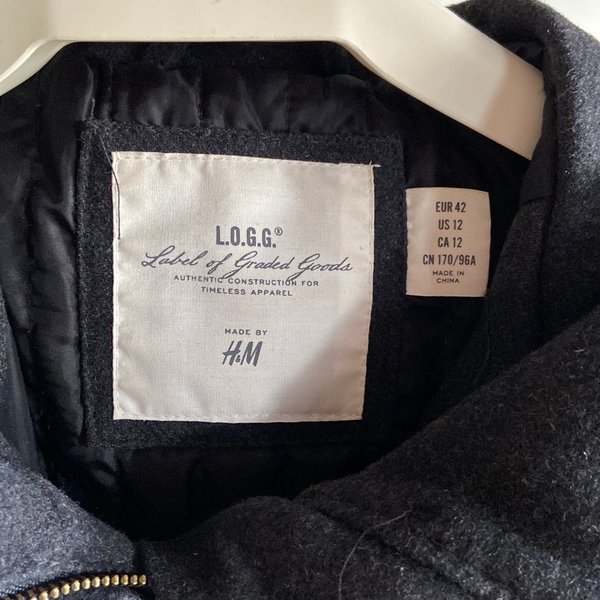 L.O.G.G.®
Label of Graded Goods
AUTHENTIC CONSTRUCTION FOR
TIMELESS APPAREL
MADE BY
H&M
EUR 42
US 12
CA 12
CN 170/96A
MADE IN
CHINA